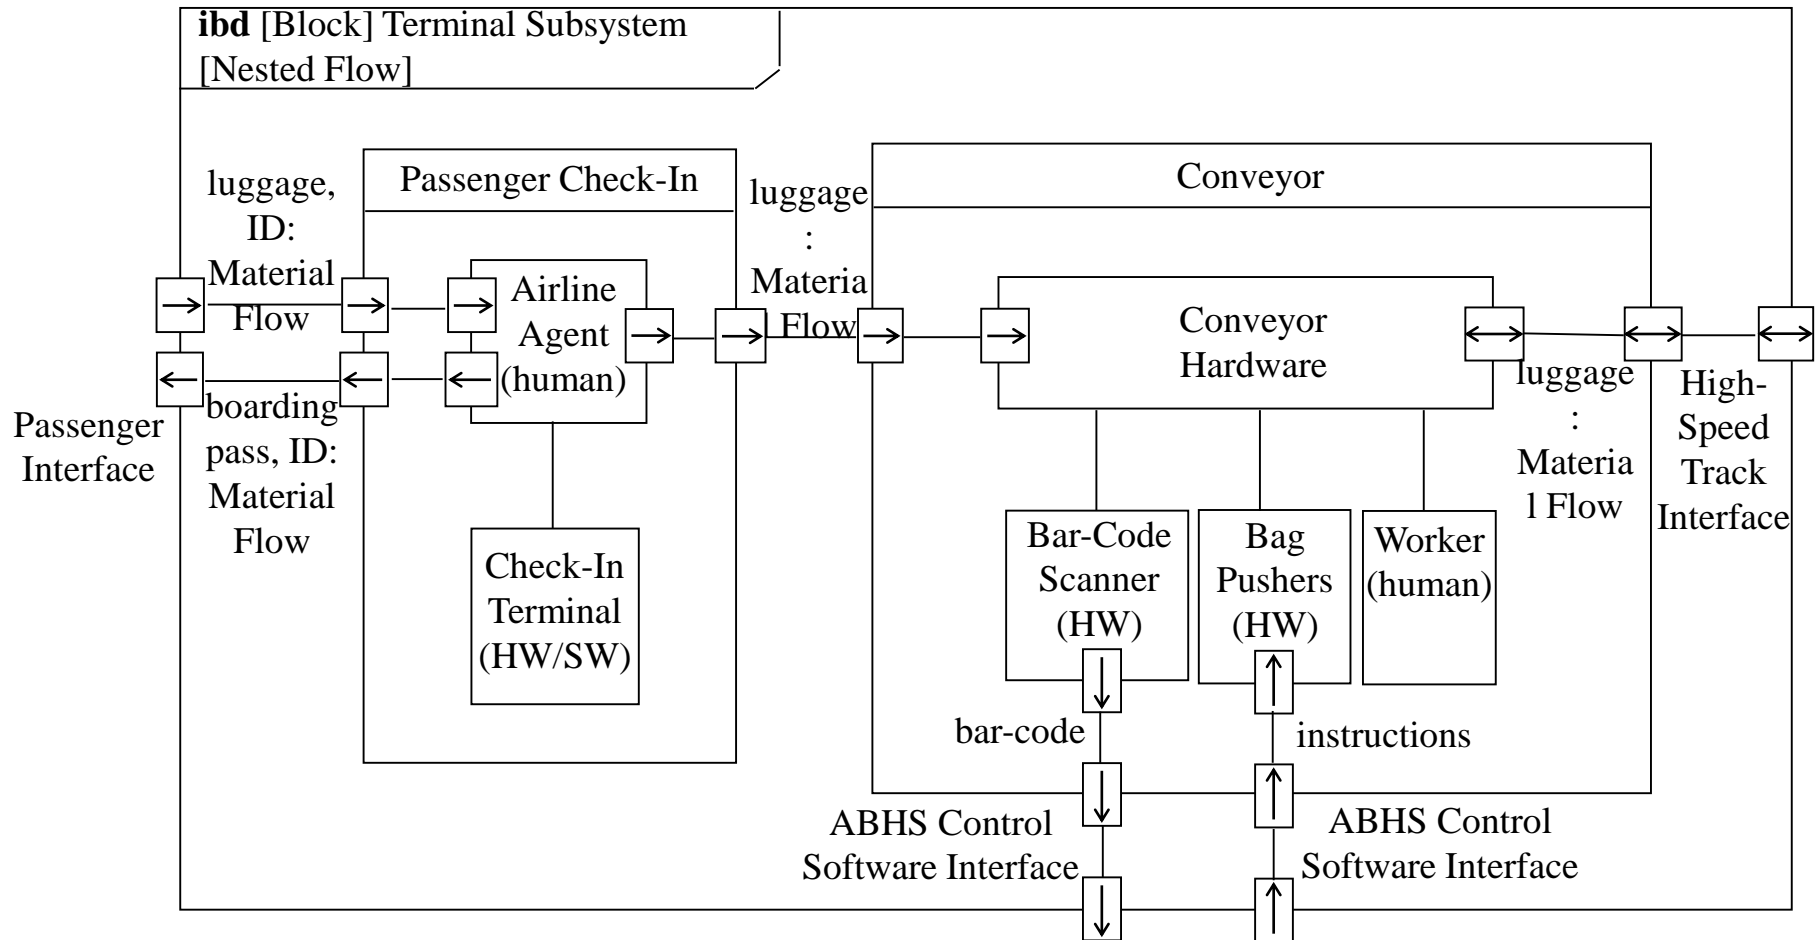 ibd [Block] Terminal Subsystem
[Nested Flow]
luggage,
ID:
Material
Flow
Passenger Check-In
luggage
:
Materia
l Flow
Conveyor
Airline
Agent
(human)
Conveyor
Hardware
Passenger
Interface
boarding
pass, ID:
Material
Flow
luggage
:
Materia
l Flow
High-
Speed
Track
Interface
Check-In
Terminal
(HW/SW)
Bar-Code
Scanner
(HW)
Bag
Pushers
(HW)
Worker
(human)
bar-code
instructions
ABHS Control
Software Interface
ABHS Control
Software Interface